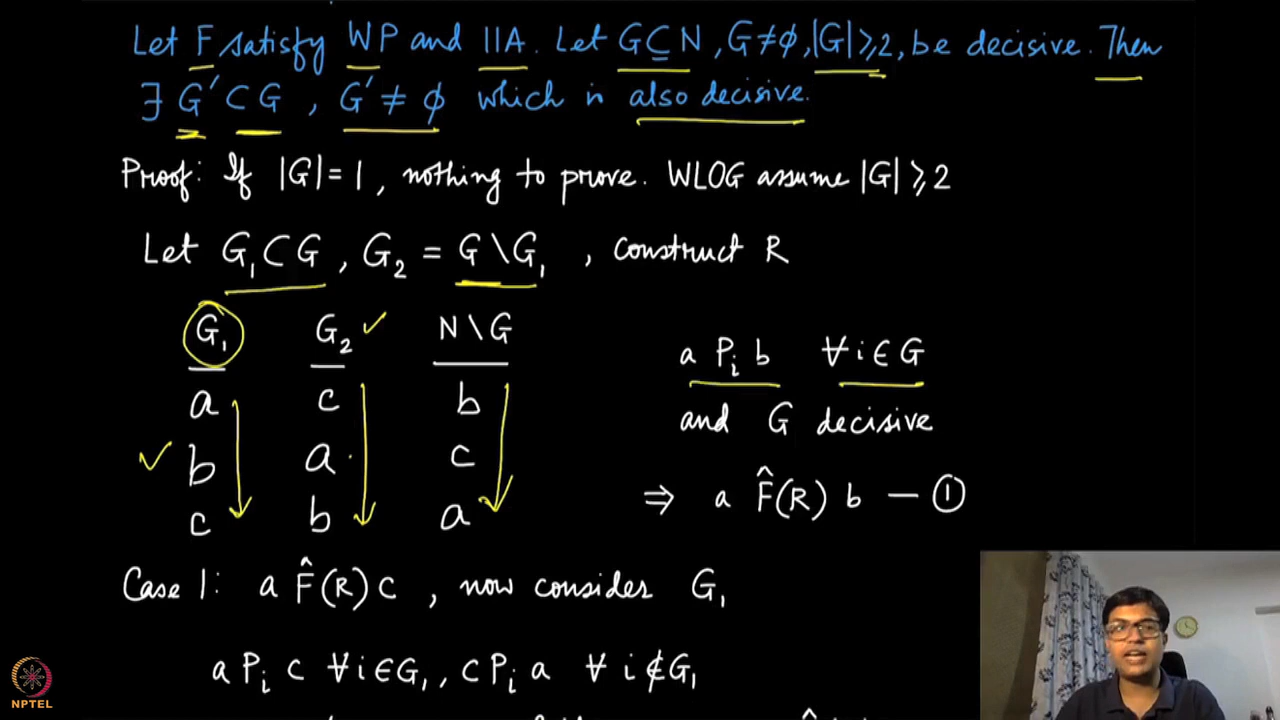 Let F satisfy WP and IIA. Let G⊆N, G≠ϕ, |G|⩾2, be decisive. Then
∃ G′⊂G, G′≠ϕ which is also decisive.
Proof: If |G|=1, nothing to prove. WLOG assume |G|⩾2
Let G₁⊂G, G₂ = G\G₁, construct R
G₁ G₂ N\G
a c b
b a c
c b a
a Pᵢ b ∀i∈G
and G decisive
⇒ a F̂(R) b — ①
Case 1: a F̂(R) c, now consider G₁
a Pᵢ c ∀i∈G₁, c Pᵢ a ∀ i∉G₁
NPTEL